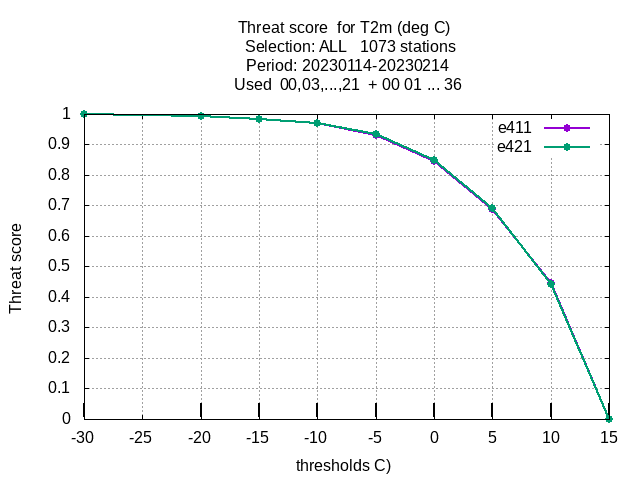 Threat score  for T2m (deg C)
Selection: ALL   1073 stations
Period: 20230114-20230214
Used  00,03,...,21  + 00 01 ... 36
e411
e421
Threat score
1
0.9
0.8
0.7
0.6
0.5
0.4
0.3
0.2
0.1
0
-30 -25 -20 -15 -10 -5 0 5 10 15
thresholds C)